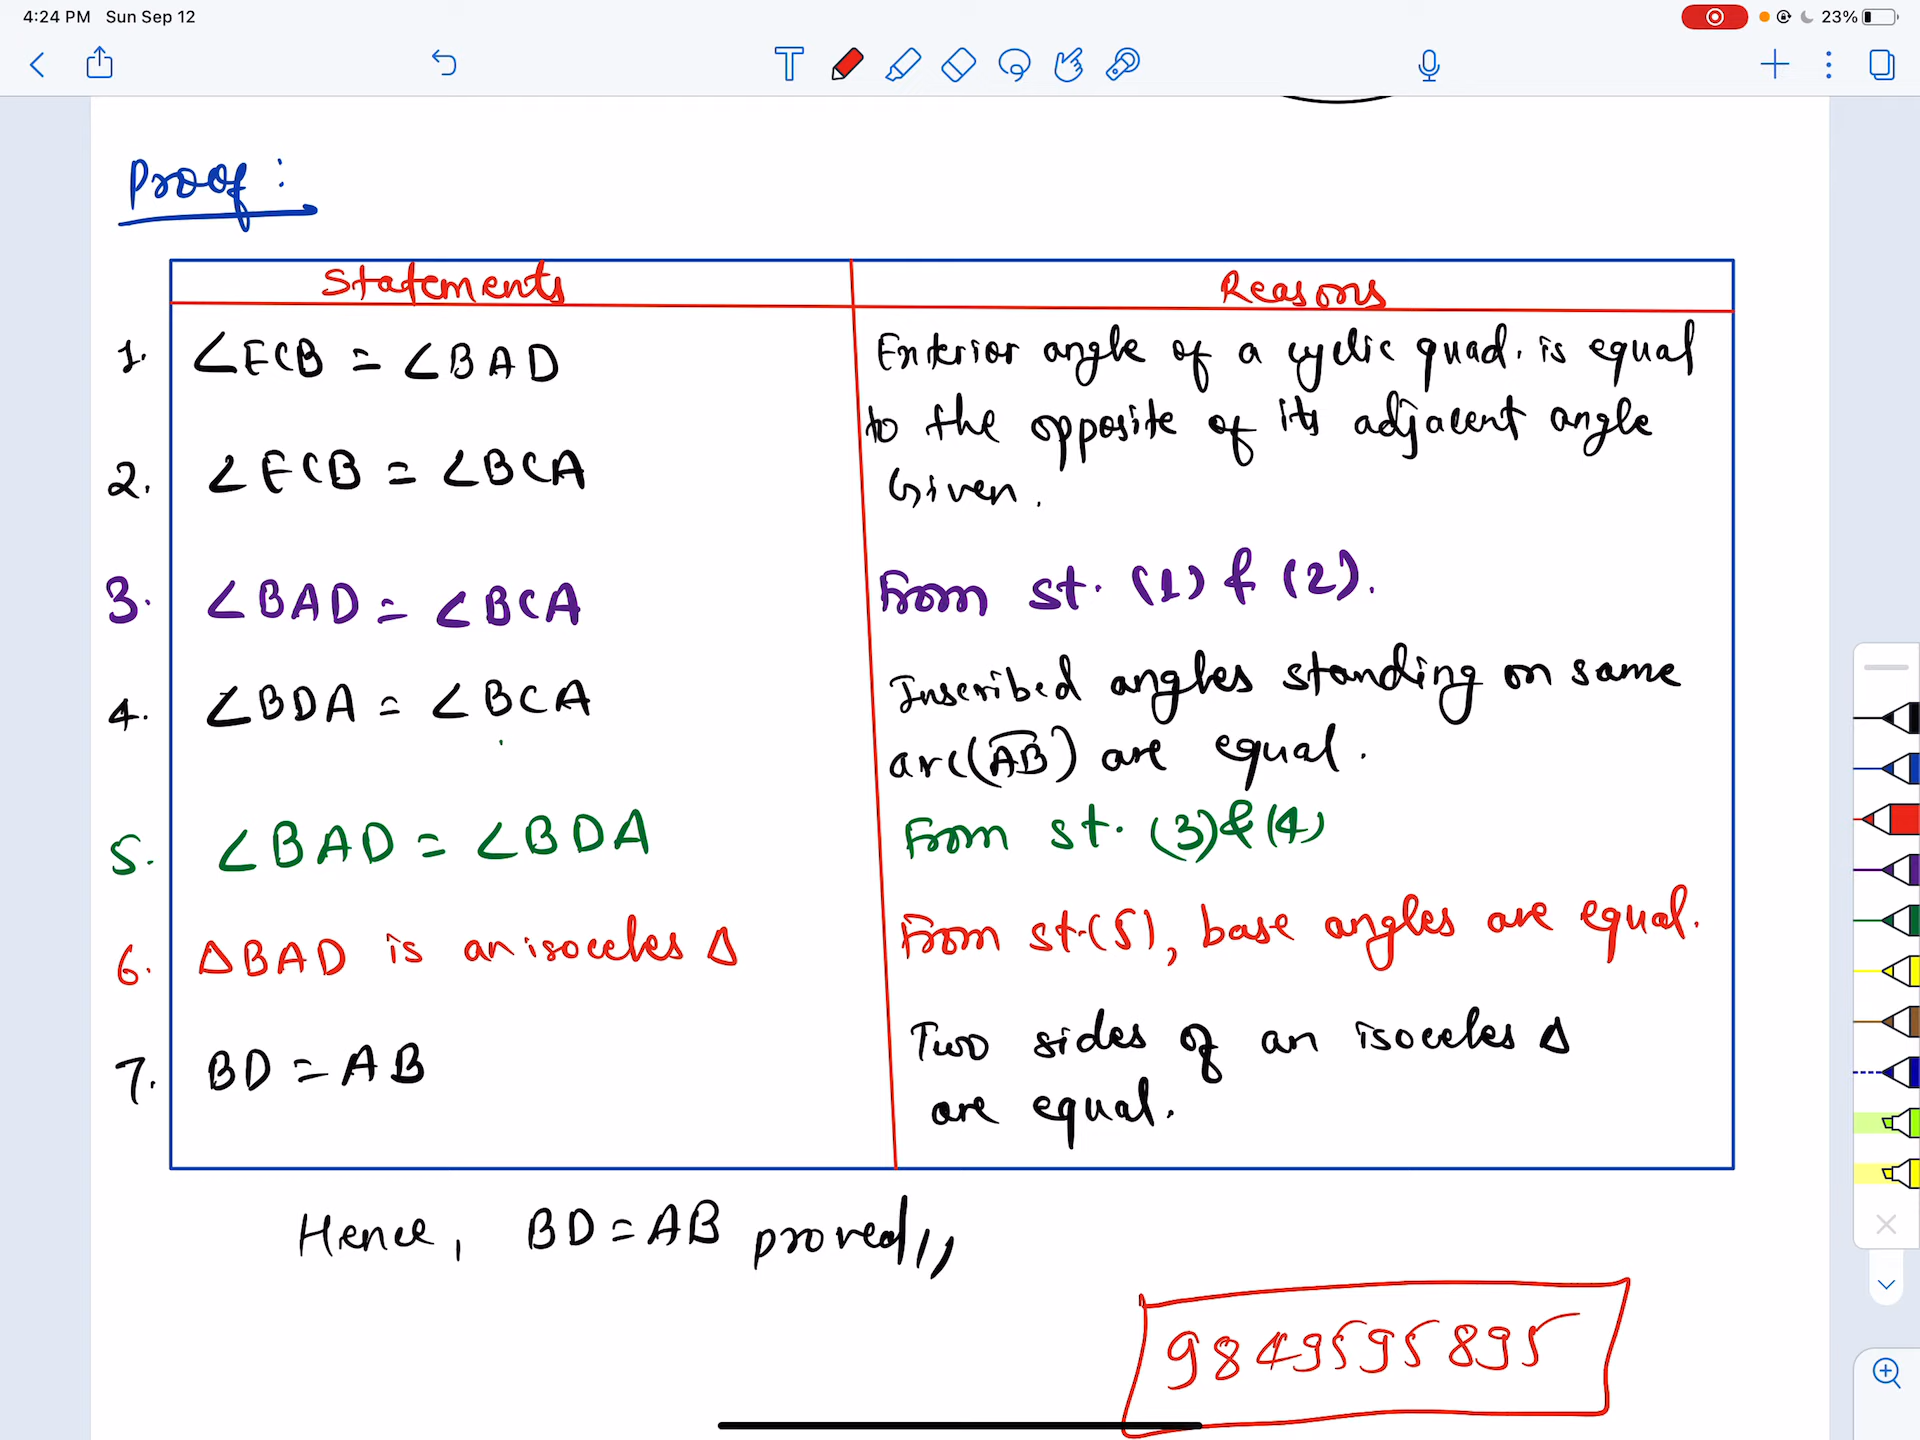 4:24 PM Sun Sep 12
23%
Proof :
Statements
Reasons
1. ∠ECB = ∠BAD
Exterior angle of a cyclic quad. is equal
to the opposite of its adjacent angle
2. ∠ECB = ∠BCA
Given.
3. ∠BAD = ∠BCA
From st. (1) & (2).
4. ∠BDA = ∠BCA
Inscribed angles standing on same
arc(AB) are equal.
5. ∠BAD = ∠BDA
From st. (3)&(4)
6. ΔBAD is an isoceles Δ
From st.(5), base angles are equal.
7. BD = AB
Two sides of an isoceles Δ
are equal.
Hence, BD = AB proved,,
9849595895